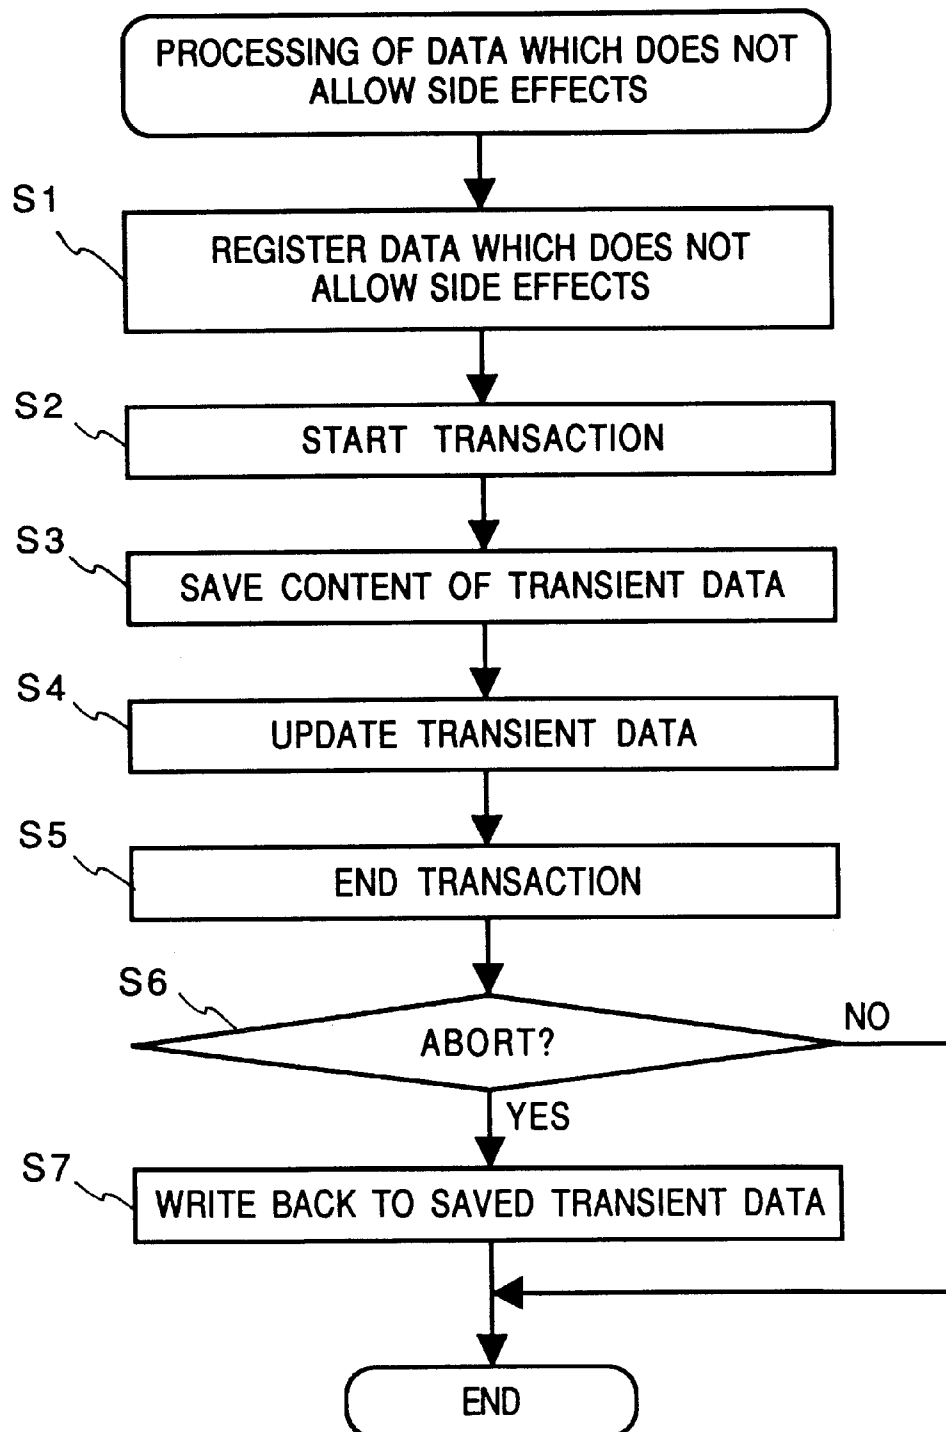 PROCESSING OF DATA WHICH DOES NOT
ALLOW SIDE EFFECTS
S1
REGISTER DATA WHICH DOES NOT
ALLOW SIDE EFFECTS
S2
START TRANSACTION
S3
SAVE CONTENT OF TRANSIENT DATA
S4
UPDATE TRANSIENT DATA
S5
END TRANSACTION
S6
ABORT?
NO
YES
S7
WRITE BACK TO SAVED TRANSIENT DATA
END